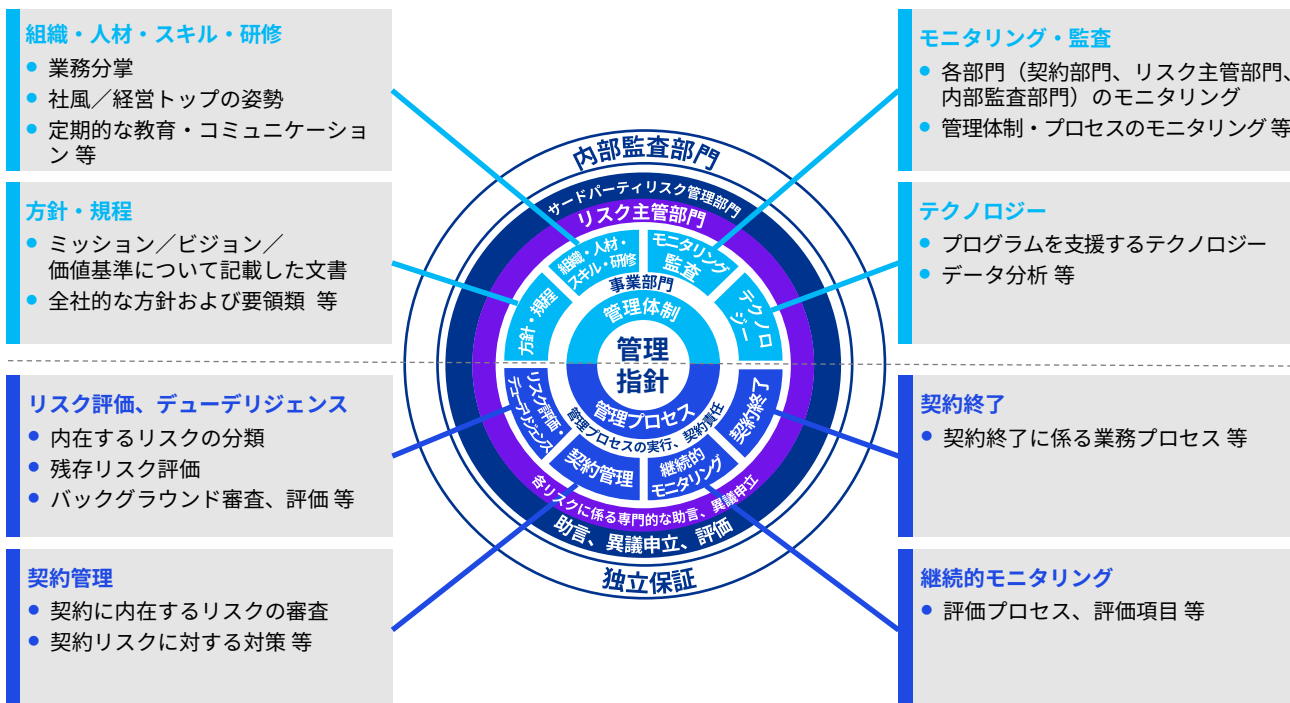 組織・人材・スキル・研修
業務分掌
社風／経営トップの姿勢
定期的な教育・コミュニケーショ
ン 等
方針・規程
ミッション／ビジョン／
価値基準について記載した文書
全社的な方針および要領類 等
リスク評価、デューデリジェンス
内在するリスクの分類
残存リスク評価
バックグラウンド審査、評価 等
契約管理
契約に内在するリスクの審査
契約リスクに対する対策 等
内部監査部門
サードパーティリスク管理部門
リスク主管部門
組織・人材・
スキル・研修
モニタリング
監査
事業部門
方針・規程
管理体制
テクノロ
ジー
管理
指針
リスク評価・
デューデリジェンス
管理プロセス
契約終了
管理プロセスの実行、契約責任
契約管理
継続的
モニタリング
各リスクに係る専門的な助言、異議申立
助言、異議申立、評価
独立保証
モニタリング・監査
各部門（契約部門、リスク主管部門、
内部監査部門）のモニタリング
管理体制・プロセスのモニタリング 等
テクノロジー
プログラムを支援するテクノロジー
データ分析 等
契約終了
契約終了に係る業務プロセス 等
継続的モニタリング
評価プロセス、評価項目 等